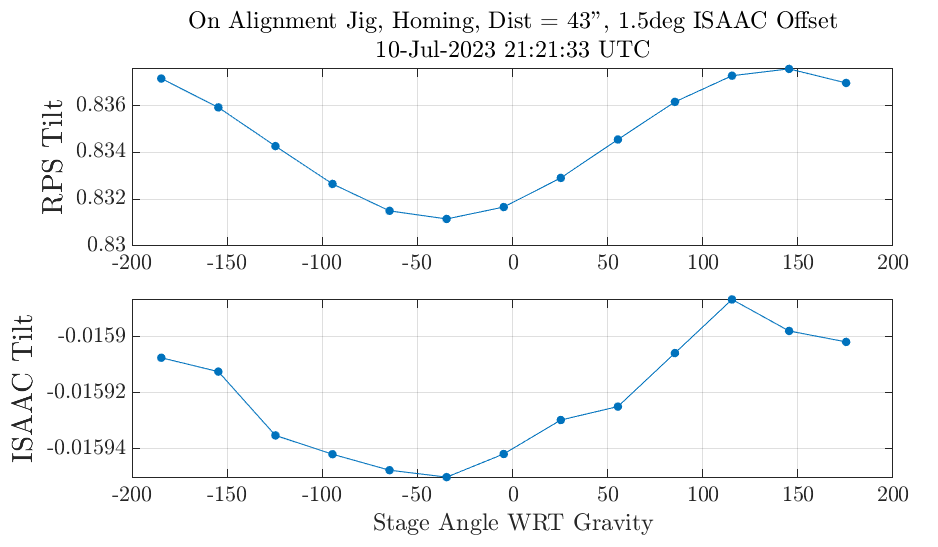 On Alignment Jig, Homing, Dist = 43”, 1.5deg ISAAC Offset
10-Jul-2023 21:21:33 UTC
RPS Tilt
0.836
0.834
0.832
0.83
-200 -150 -100 -50 0 50 100 150 200
ISAAC Tilt
-0.0159
-0.01592
-0.01594
-200 -150 -100 -50 0 50 100 150 200
Stage Angle WRT Gravity